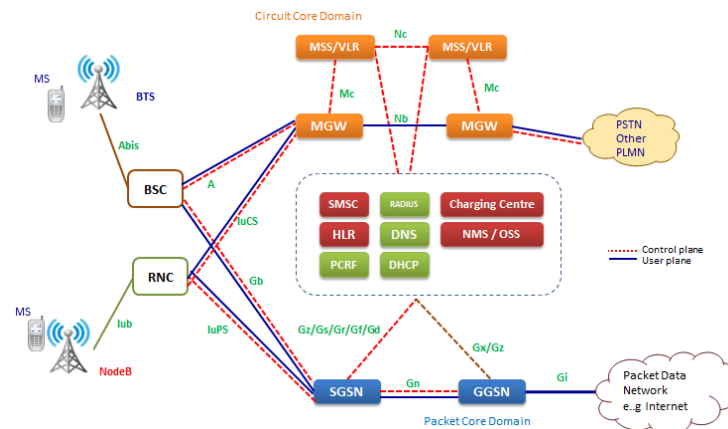 Circuit Core Domain
MSS/VLR
Nc
MSS/VLR
MS
BTS
Mc
Mc
MGW
Nb
MGW
PSTN
Other
PLMN
Abis
A
BSC
IuCS
SMSC
RADIUS
Charging Centre
HLR
DNS
NMS / OSS
PCRF
DHCP
Control plane
User plane
RNC
Gb
MS
Iub
IuPS
Gz/Gs/Gr/Gf/Gd
Gx/Gz
NodeB
SGSN
Gn
GGSN
Gi
Packet Data
Network
e..g Internet
Packet Core Domain